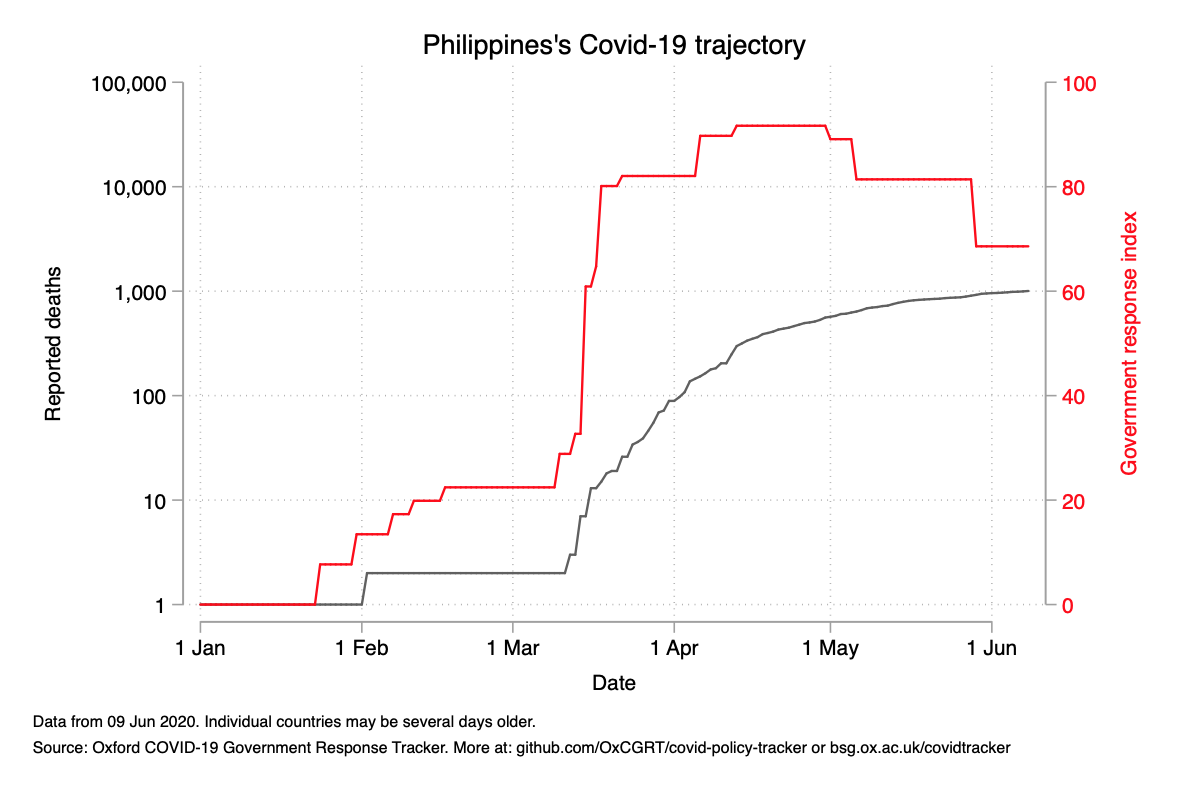 Philippines's Covid-19 trajectory
100,000
10,000
1,000
100
10
1
Reported deaths
100
80
60
40
20
0
Government response index
1 Jan
1 Feb
1 Mar
1 Apr
1 May
1 Jun
Date
Data from 09 Jun 2020. Individual countries may be several days older.
Source: Oxford COVID-19 Government Response Tracker. More at: github.com/OxCGRT/covid-policy-tracker or bsg.ox.ac.uk/covidtracker